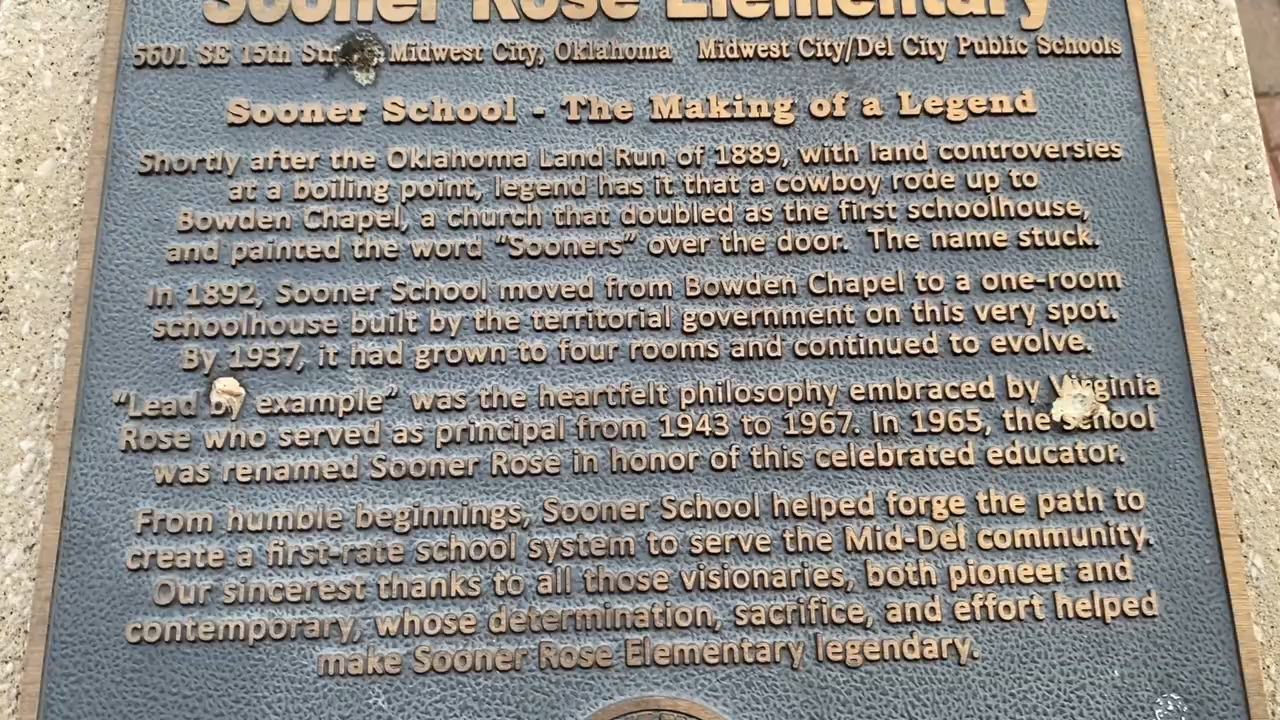 Sooner Rose Elementary
5601 SE 15th Street Midwest City, Oklahoma Midwest City/Del City Public Schools
Sooner School - The Making of a Legend
Shortly after the Oklahoma Land Run of 1889, with land controversies
at a boiling point, legend has it that a cowboy rode up to
Bowden Chapel, a church that doubled as the first schoolhouse,
and painted the word “Sooners” over the door. The name stuck.
In 1892, Sooner School moved from Bowden Chapel to a one-room
schoolhouse built by the territorial government on this very spot.
By 1937, it had grown to four rooms and continued to evolve.
“Lead by example” was the heartfelt philosophy embraced by Virginia
Rose who served as principal from 1943 to 1967. In 1965, the school
was renamed Sooner Rose in honor of this celebrated educator.
From humble beginnings, Sooner School helped forge the path to
create a first-rate school system to serve the Mid-Del community.
Our sincerest thanks to all those visionaries, both pioneer and
contemporary, whose determination, sacrifice, and effort helped
make Sooner Rose Elementary legendary.